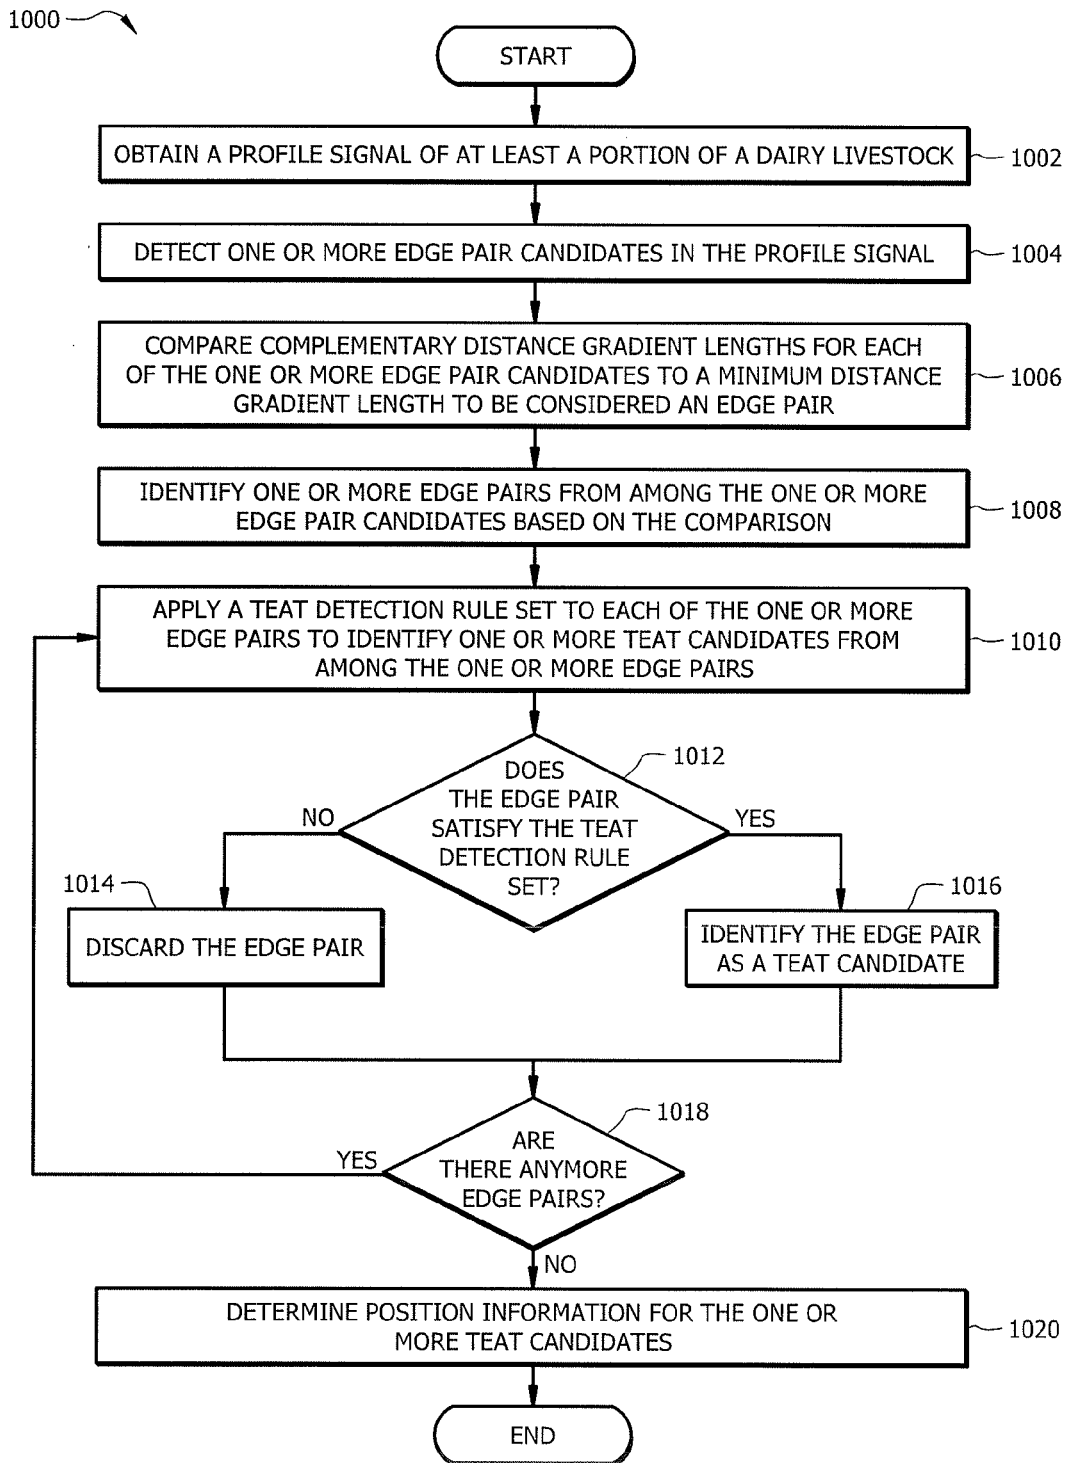 1000
START
OBTAIN A PROFILE SIGNAL OF AT LEAST A PORTION OF A DAIRY LIVESTOCK
1002
DETECT ONE OR MORE EDGE PAIR CANDIDATES IN THE PROFILE SIGNAL
1004
COMPARE COMPLEMENTARY DISTANCE GRADIENT LENGTHS FOR EACH
OF THE ONE OR MORE EDGE PAIR CANDIDATES TO A MINIMUM DISTANCE
GRADIENT LENGTH TO BE CONSIDERED AN EDGE PAIR
1006
IDENTIFY ONE OR MORE EDGE PAIRS FROM AMONG THE ONE OR MORE
EDGE PAIR CANDIDATES BASED ON THE COMPARISON
1008
APPLY A TEAT DETECTION RULE SET TO EACH OF THE ONE OR MORE
EDGE PAIRS TO IDENTIFY ONE OR MORE TEAT CANDIDATES FROM
AMONG THE ONE OR MORE EDGE PAIRS
1010
1012
DOES
THE EDGE PAIR
SATISFY THE TEAT
DETECTION RULE
SET?
NO
YES
1014
DISCARD THE EDGE PAIR
1016
IDENTIFY THE EDGE PAIR
AS A TEAT CANDIDATE
1018
ARE
THERE ANYMORE
EDGE PAIRS?
YES
NO
DETERMINE POSITION INFORMATION FOR THE ONE OR
MORE TEAT CANDIDATES
1020
END